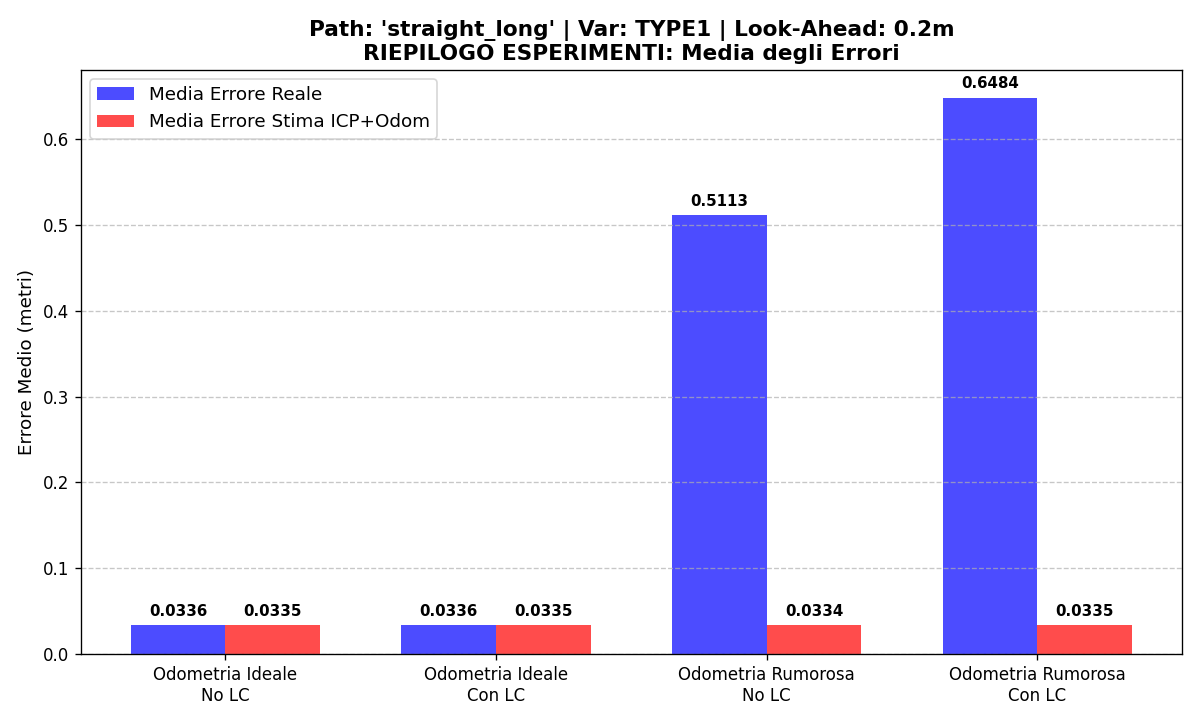 Path: 'straight_long' | Var: TYPE1 | Look-Ahead: 0.2m
RIEPILOGO ESPERIMENTI: Media degli Errori
Media Errore Reale
Media Errore Stima ICP+Odom
Errore Medio (metri)
0.6
0.5
0.4
0.3
0.2
0.1
0.0
0.0336
0.0335
0.0336
0.0335
0.5113
0.0334
0.6484
0.0335
Odometria Ideale
No LC
Odometria Ideale
Con LC
Odometria Rumorosa
No LC
Odometria Rumorosa
Con LC